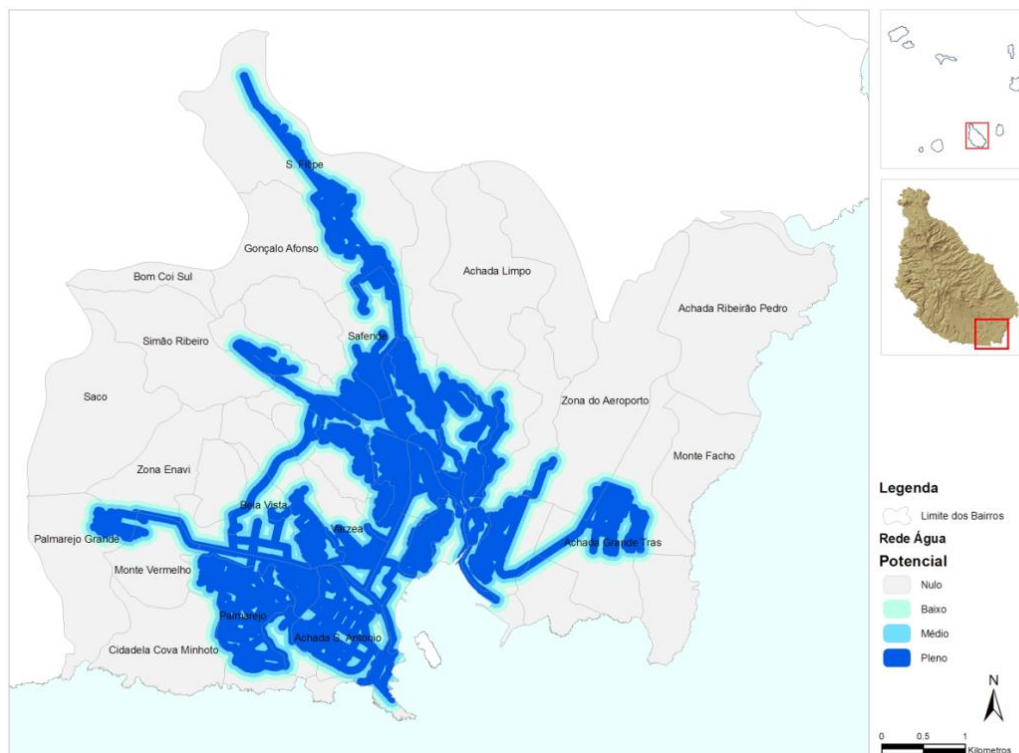 S. Filipe
Gonçalo Afonso
Achada Limpo
Bom Coi Sul
Achada Ribeirão Pedro
Safende
Simão Ribeiro
Saco
Zona do Aeroporto
Monte Facho
Zona Enavi
Bela Vista
Varzea
Palmarejo Grande
Achada Grande Tras
Monte Vermelho
Palmarejo
Achada S. Antonio
Cidadela Cova Minhoto
Legenda
Limite dos Bairros
Rede Água
Potencial
Nulo
Baixo
Médio
Pleno
N
0 0.5 1
Kilometros